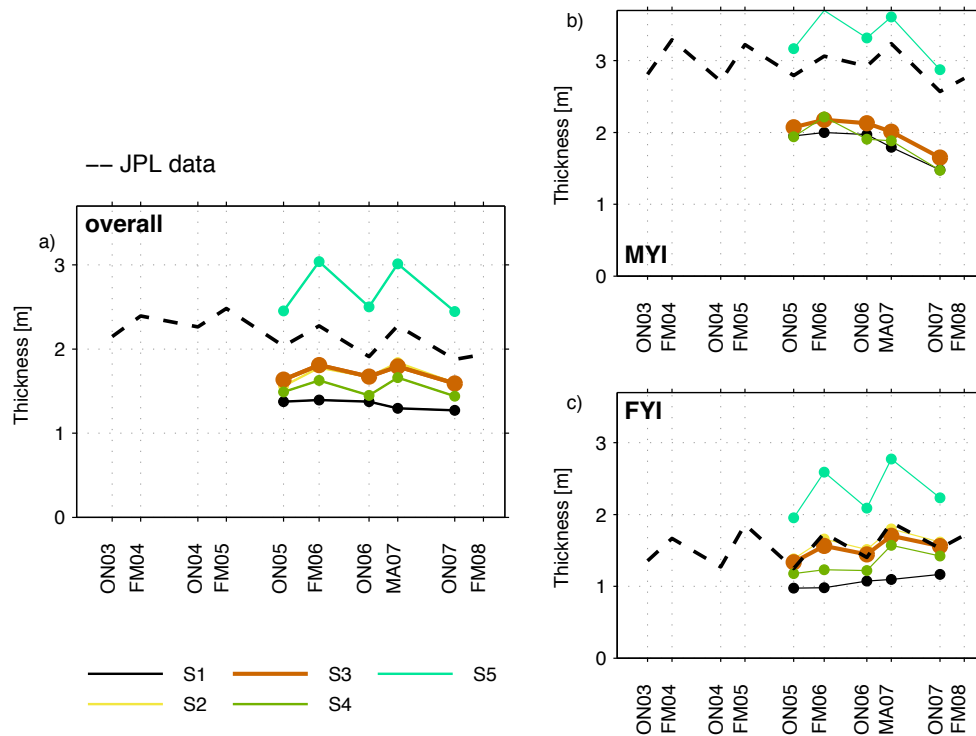 JPL data
a)
overall
Thickness [m]
3
2
1
0
ON03
FM04
ON04
FM05
ON05
FM06
ON06
MA07
ON07
FM08
b)
Thickness [m]
3
2
1
0
MYI
ON03
FM04
ON04
FM05
ON05
FM06
ON06
MA07
ON07
FM08
c)
FYI
Thickness [m]
3
2
1
0
ON03
FM04
ON04
FM05
ON05
FM06
ON06
MA07
ON07
FM08
S1 S3 S5
S2 S4